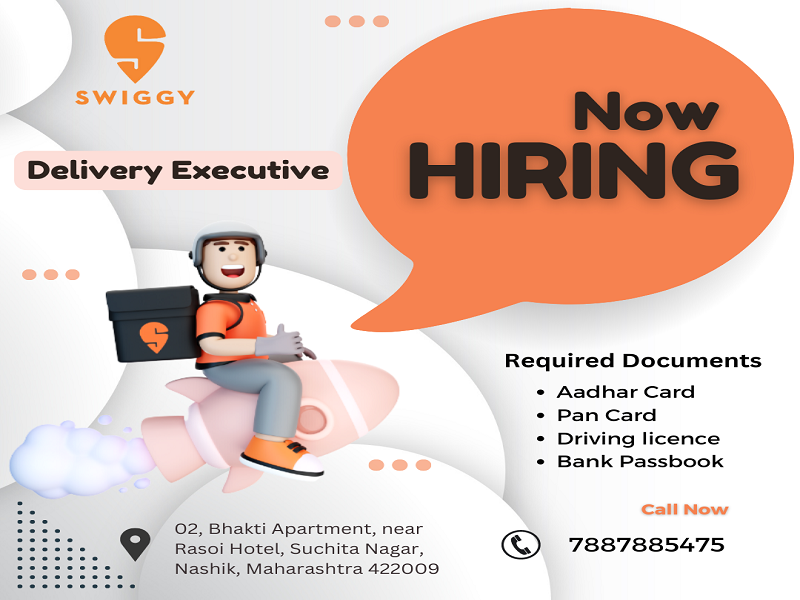 SWIGGY
Now
HIRING
Delivery Executive
Required Documents
• Aadhar Card
• Pan Card
• Driving licence
• Bank Passbook
Call Now
7887885475
02, Bhakti Apartment, near
Rasoi Hotel, Suchita Nagar,
Nashik, Maharashtra 422009